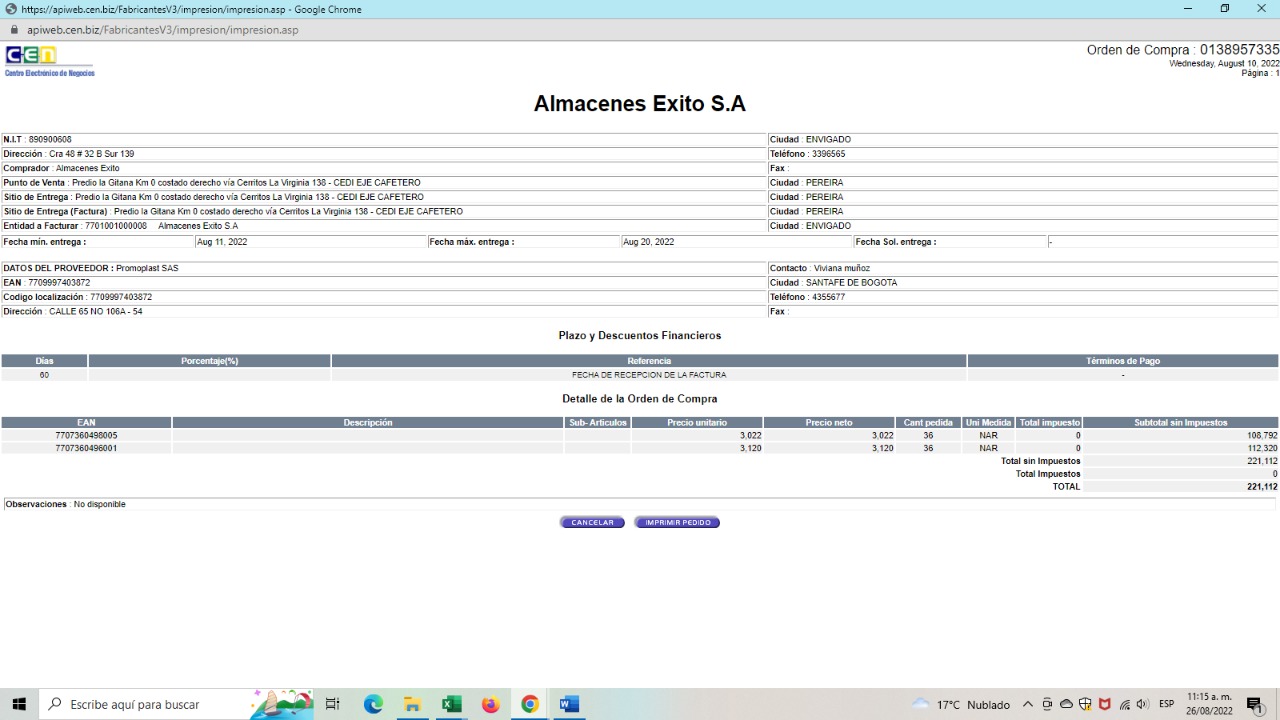 https://apiweb.cen.biz/FabricantesV3/impresion/impresion.asp - Google Chrome
apiweb.cen.biz/FabricantesV3/impresion/impresion.asp
CEN
Centro Electrónico de Negocios
Orden de Compra : 0138957335
Wednesday, August 10, 2022
Página : 1
Almacenes Exito S.A
N.I.T : 890900608 Ciudad : ENVIGADO
Dirección : Cra 48 # 32 B Sur 139 Teléfono : 3396565
Comprador : Almacenes Exito Fax :
Punto de Venta : Predio la Gitana Km 0 costado derecho vía Cerritos La Virginia 138 - CEDI EJE CAFETERO Ciudad : PEREIRA
Sitio de Entrega : Predio la Gitana Km 0 costado derecho vía Cerritos La Virginia 138 - CEDI EJE CAFETERO Ciudad : PEREIRA
Sitio de Entrega (Factura) : Predio la Gitana Km 0 costado derecho vía Cerritos La Virginia 138 - CEDI EJE CAFETERO Ciudad : PEREIRA
Entidad a Facturar : 7701001000008 Almacenes Exito S.A Ciudad : ENVIGADO
Fecha mín. entrega : Aug 11, 2022 Fecha máx. entrega : Aug 20, 2022 Fecha Sol. entrega : -
DATOS DEL PROVEEDOR : Promoplast SAS Contacto : Viviana muñoz
EAN : 7709997403872 Ciudad : SANTAFE DE BOGOTA
Codigo localización : 7709997403872 Teléfono : 4355677
Dirección : CALLE 65 NO 106A - 54 Fax :
Plazo y Descuentos Financieros
Días Porcentaje(%) Referencia Términos de Pago
60 FECHA DE RECEPCION DE LA FACTURA -
Detalle de la Orden de Compra
EAN Descripción Sub- Artículos Precio unitario Precio neto Cant pedida Uni Medida Total impuesto Subtotal sin Impuestos
7707360498005 3,022 3,022 36 NAR 0 108,792
7707360496001 3,120 3,120 36 NAR 0 112,320
Total sin Impuestos 221,112
Total Impuestos 0
TOTAL 221,112
Observaciones : No disponible
CANCELAR IMPRIMIR PEDIDO
Escribe aquí para buscar
17°C Nublado
ESP
11:15 a. m.
26/08/2022
1